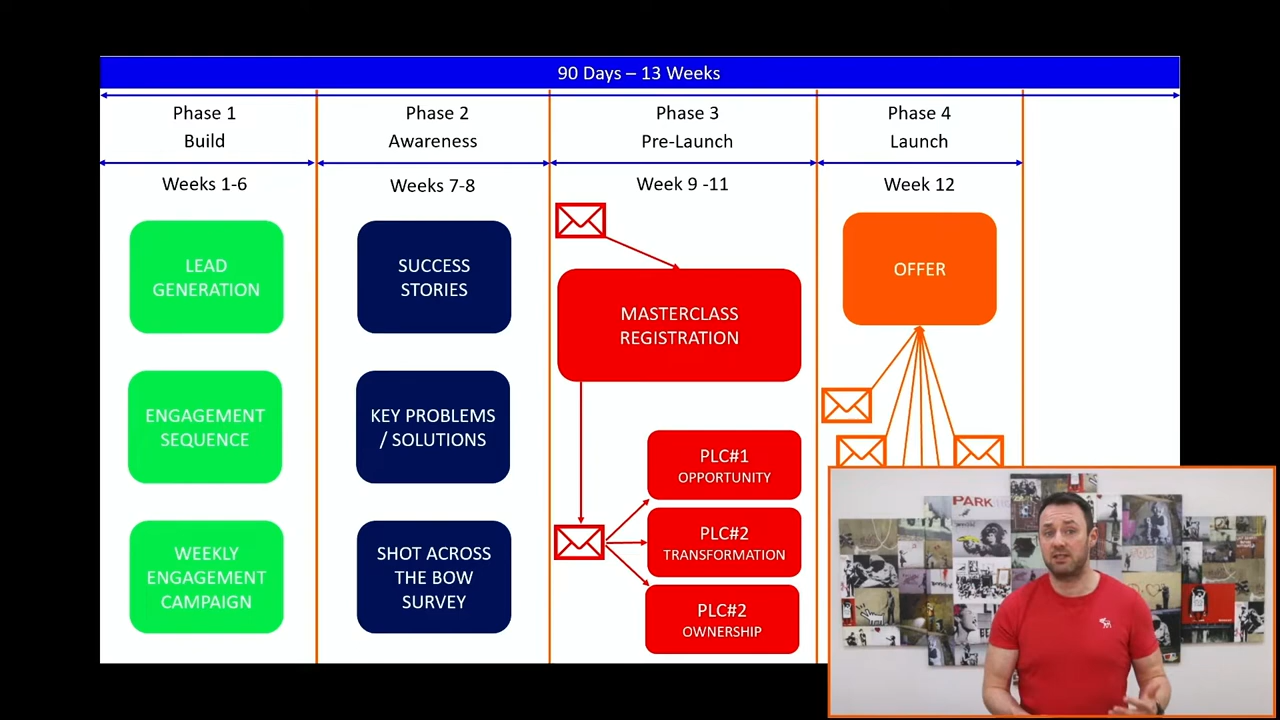 90 Days – 13 Weeks
Phase 1
Build
Phase 2
Awareness
Phase 3
Pre-Launch
Phase 4
Launch
Weeks 1-6
Weeks 7-8
Week 9 -11
Week 12
LEAD
GENERATION
SUCCESS
STORIES
MASTERCLASS
REGISTRATION
OFFER
ENGAGEMENT
SEQUENCE
KEY PROBLEMS
/ SOLUTIONS
PLC#1
OPPORTUNITY
PLC#2
TRANSFORMATION
WEEKLY
ENGAGEMENT
CAMPAIGN
SHOT ACROSS
THE BOW
SURVEY
PLC#2
OWNERSHIP
PARK